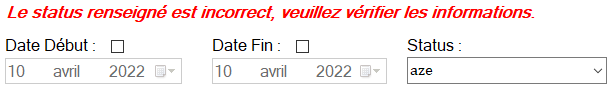 Le status renseigné est incorrect, veuillez vérifier les informations.
Date Début : Date Fin : Status :
10 avril 2022 10 avril 2022 aze